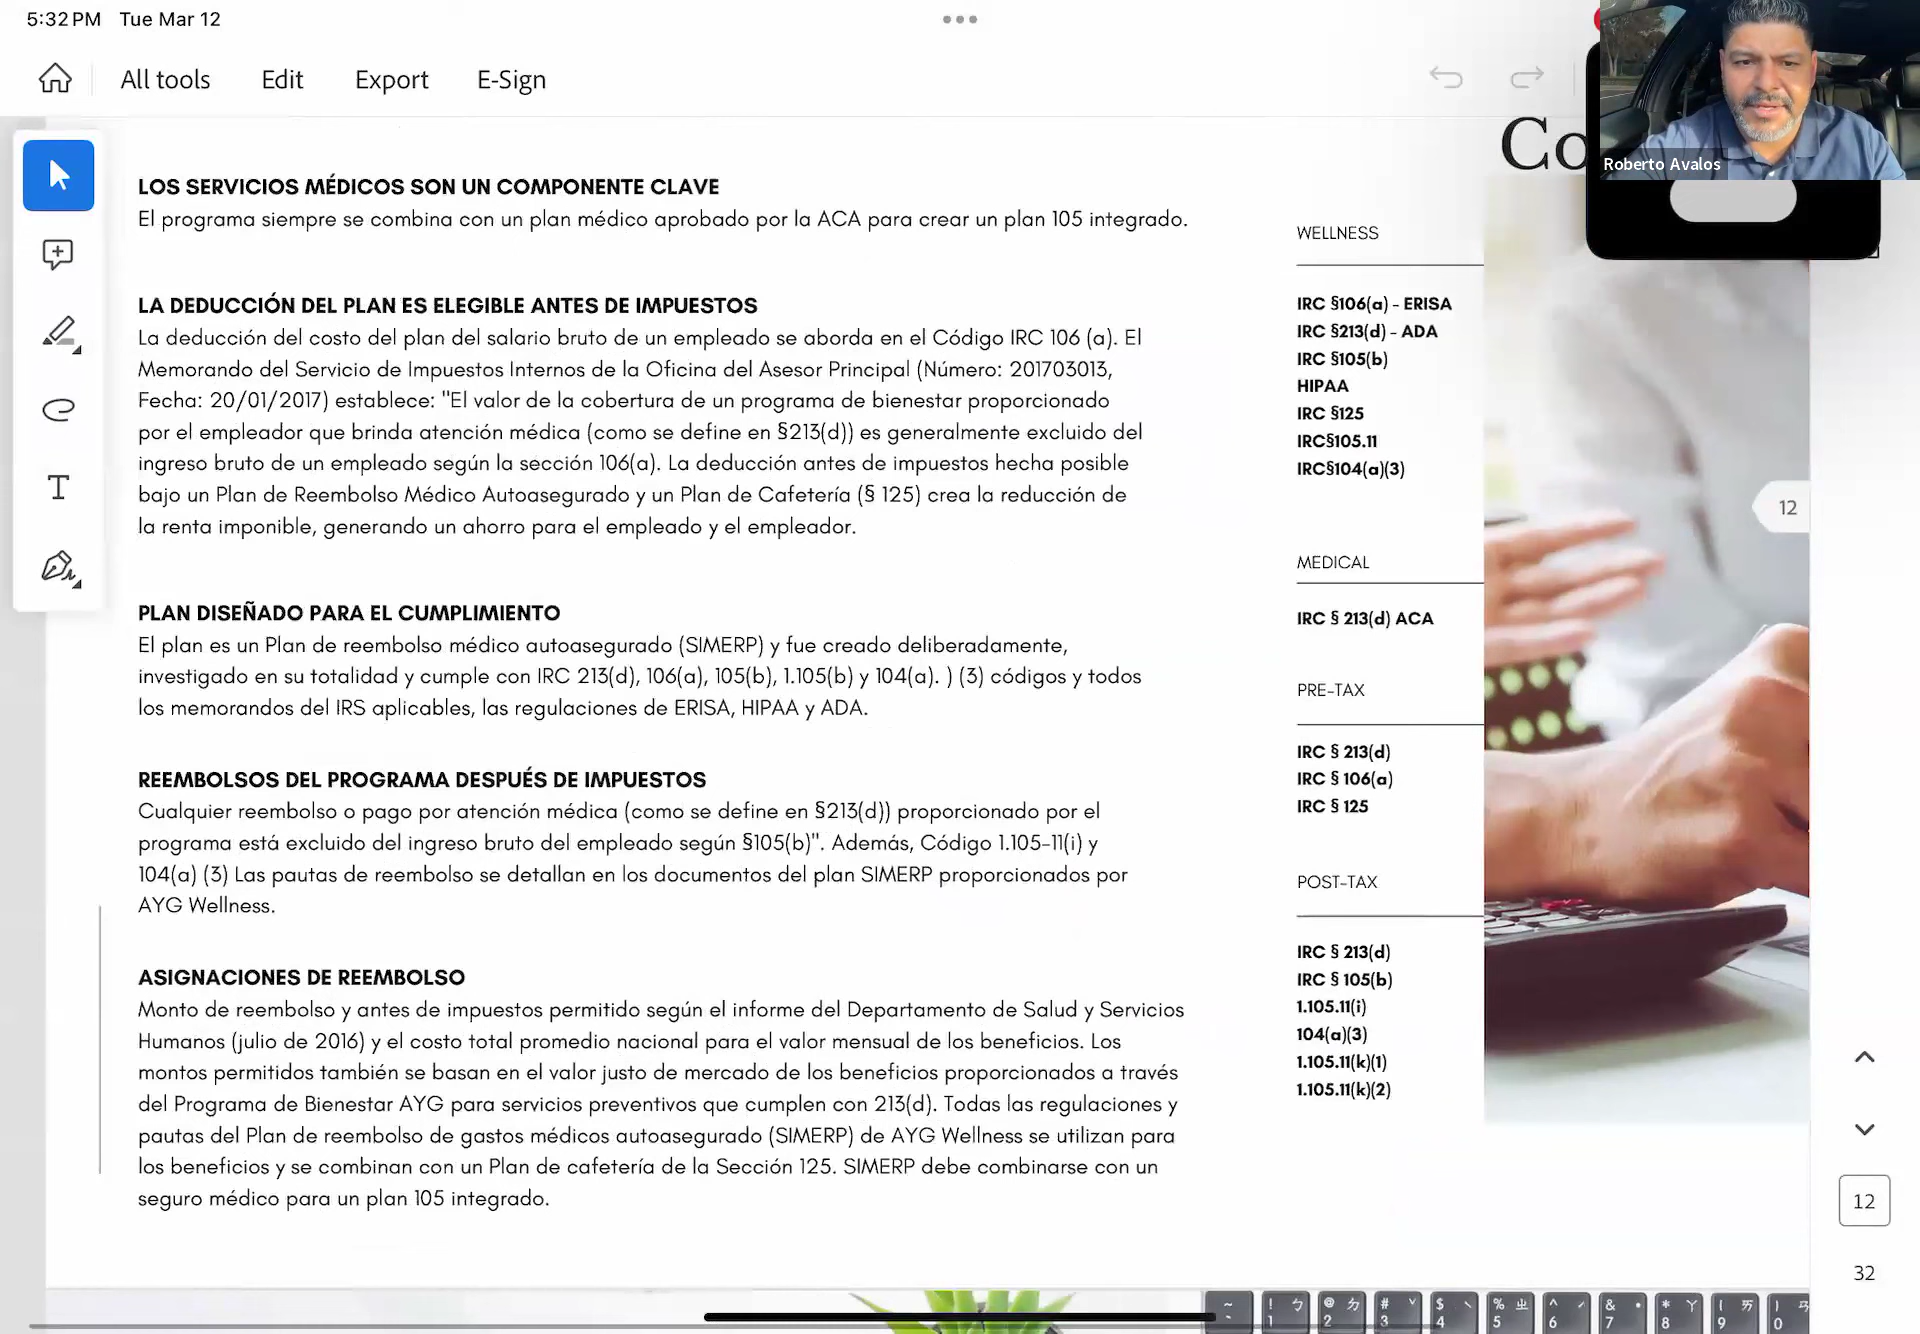 5:32 PM Tue Mar 12
All tools Edit Export E-Sign
Co
Roberto Avalos
LOS SERVICIOS MÉDICOS SON UN COMPONENTE CLAVE
El programa siempre se combina con un plan médico aprobado por la ACA para crear un plan 105 integrado.
LA DEDUCCIÓN DEL PLAN ES ELEGIBLE ANTES DE IMPUESTOS
La deducción del costo del plan del salario bruto de un empleado se aborda en el Código IRC 106 (a). El
Memorando del Servicio de Impuestos Internos de la Oficina del Asesor Principal (Número: 201703013,
Fecha: 20/01/2017) establece: "El valor de la cobertura de un programa de bienestar proporcionado
por el empleador que brinda atención médica (como se define en §213(d)) es generalmente excluido del
ingreso bruto de un empleado según la sección 106(a). La deducción antes de impuestos hecha posible
bajo un Plan de Reembolso Médico Autoasegurado y un Plan de Cafetería (§ 125) crea la reducción de
la renta imponible, generando un ahorro para el empleado y el empleador.
PLAN DISEÑADO PARA EL CUMPLIMIENTO
El plan es un Plan de reembolso médico autoasegurado (SIMERP) y fue creado deliberadamente,
investigado en su totalidad y cumple con IRC 213(d), 106(a), 105(b), 1.105(b) y 104(a). ) (3) códigos y todos
los memorandos del IRS aplicables, las regulaciones de ERISA, HIPAA y ADA.
REEMBOLSOS DEL PROGRAMA DESPUÉS DE IMPUESTOS
Cualquier reembolso o pago por atención médica (como se define en §213(d)) proporcionado por el
programa está excluido del ingreso bruto del empleado según §105(b)". Además, Código 1.105-11(i) y
104(a) (3) Las pautas de reembolso se detallan en los documentos del plan SIMERP proporcionados por
AYG Wellness.
ASIGNACIONES DE REEMBOLSO
Monto de reembolso y antes de impuestos permitido según el informe del Departamento de Salud y Servicios
Humanos (julio de 2016) y el costo total promedio nacional para el valor mensual de los beneficios. Los
montos permitidos también se basan en el valor justo de mercado de los beneficios proporcionados a través
del Programa de Bienestar AYG para servicios preventivos que cumplen con 213(d). Todas las regulaciones y
pautas del Plan de reembolso de gastos médicos autoasegurado (SIMERP) de AYG Wellness se utilizan para
los beneficios y se combinan con un Plan de cafetería de la Sección 125. SIMERP debe combinarse con un
seguro médico para un plan 105 integrado.
WELLNESS
IRC §106(a) - ERISA
IRC §213(d) - ADA
IRC §105(b)
HIPAA
IRC §125
IRC§105.11
IRC§104(a)(3)
MEDICAL
IRC § 213(d) ACA
PRE-TAX
IRC § 213(d)
IRC § 106(a)
IRC § 125
POST-TAX
IRC § 213(d)
IRC § 105(b)
1.105.11(i)
104(a)(3)
1.105.11(k)(1)
1.105.11(k)(2)
12
12
32
~ ! ㄅ @ ㄉ # ˇ $ ˋ % ㄓ ^ ˊ & ˙ * ㄚ ( ㄞ ) ㄢ
1 2 3 4 5 6 7 8 9 0